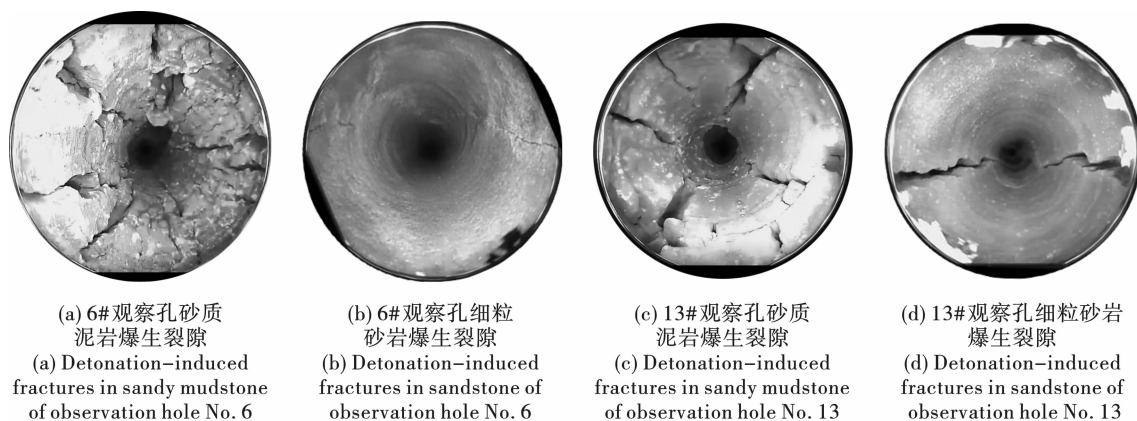 (a) 6#观察孔砂质
泥岩爆生裂隙
(a) Detonation-induced
fractures in sandy mudstone
of observation hole No. 6
(b) 6#观察孔细粒
砂岩爆生裂隙
(b) Detonation-induced
fractures in sandstone of
observation hole No. 6
(c) 13#观察孔砂质
泥岩爆生裂隙
(c) Detonation-induced
fractures in sandy mudstone
of observation hole No. 13
(d) 13#观察孔细粒砂岩
爆生裂隙
(d) Detonation-induced
fractures in sandstone of
observation hole No. 13